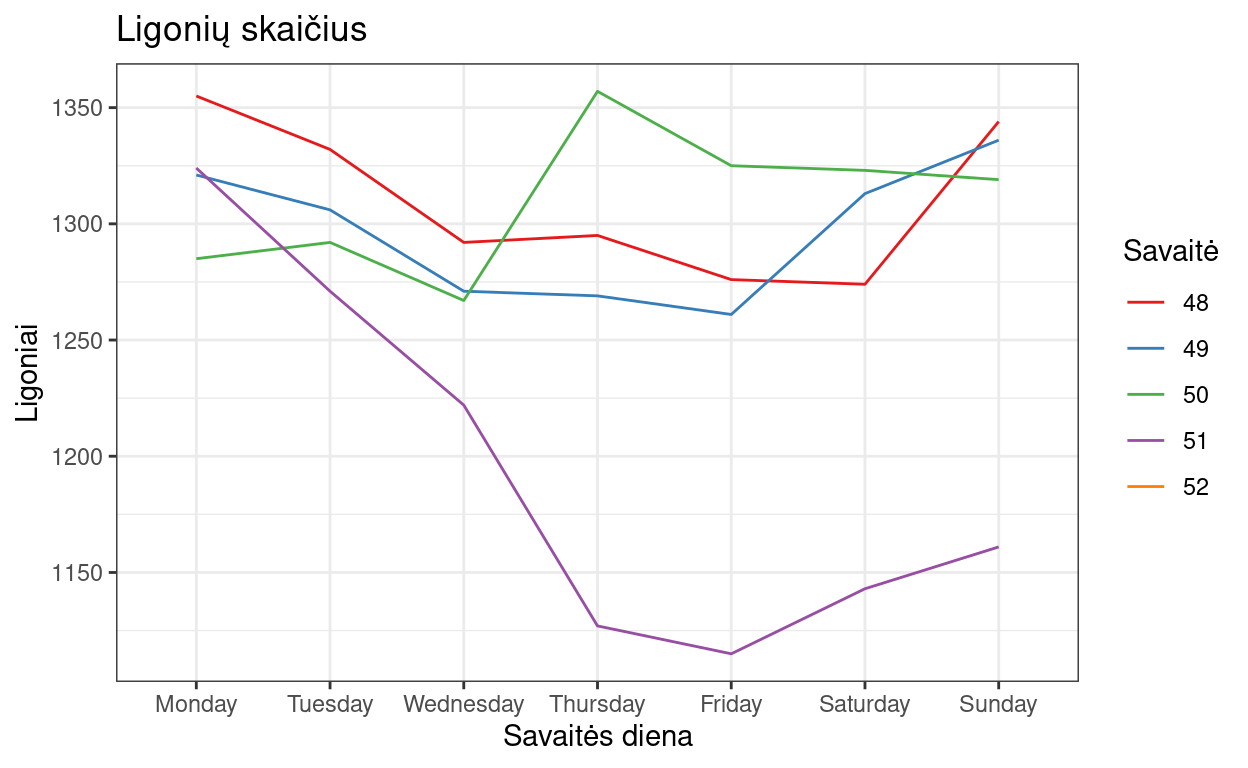 Ligonių skaičius
Ligoniai
1350
1300
1250
1200
1150
Monday Tuesday Wednesday Thursday Friday Saturday Sunday
Savaitės diena
Savaitė
48
49
50
51
52